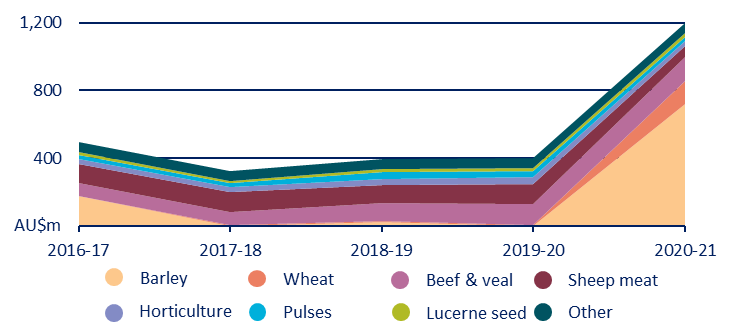 1,200
800
400
AU$m
2016-17 2017-18 2018-19 2019-20 2020-21
Barley Wheat Beef & veal Sheep meat
Horticulture Pulses Lucerne seed Other